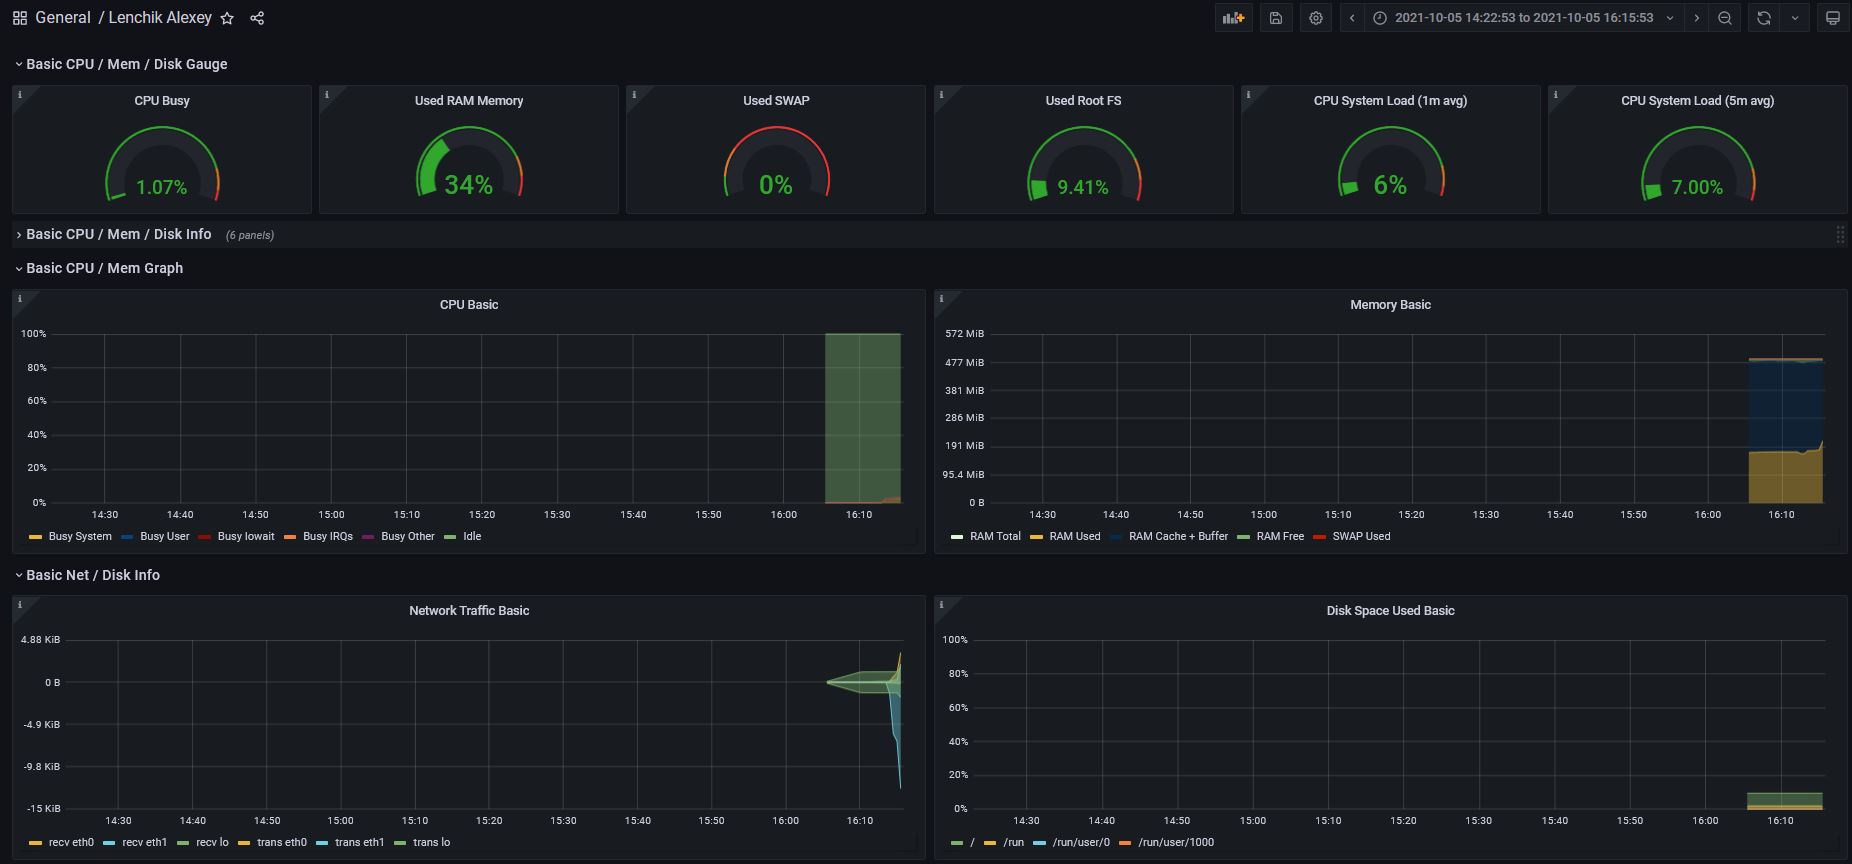 General / Lenchik Alexey
2021-10-05 14:22:53 to 2021-10-05 16:15:53
Basic CPU / Mem / Disk Gauge
CPU Busy
1.07%
Used RAM Memory
34%
Used SWAP
0%
Used Root FS
9.41%
CPU System Load (1m avg)
6%
CPU System Load (5m avg)
7.00%
Basic CPU / Mem / Disk Info (6 panels)
Basic CPU / Mem Graph
CPU Basic
100%
80%
60%
40%
20%
0%
14:30 14:40 14:50 15:00 15:10 15:20 15:30 15:40 15:50 16:00 16:10
Busy System Busy User Busy Iowait Busy IRQs Busy Other Idle
Memory Basic
572 MiB
477 MiB
381 MiB
286 MiB
191 MiB
95.4 MiB
0 B
14:30 14:40 14:50 15:00 15:10 15:20 15:30 15:40 15:50 16:00 16:10
RAM Total RAM Used RAM Cache + Buffer RAM Free SWAP Used
Basic Net / Disk Info
Network Traffic Basic
4.88 KiB
0 B
-4.9 KiB
-9.8 KiB
-15 KiB
14:30 14:40 14:50 15:00 15:10 15:20 15:30 15:40 15:50 16:00 16:10
recv eth0 recv eth1 recv lo trans eth0 trans eth1 trans lo
Disk Space Used Basic
100%
80%
60%
40%
20%
0%
14:30 14:40 14:50 15:00 15:10 15:20 15:30 15:40 15:50 16:00 16:10
/ /run /run/user/0 /run/user/1000